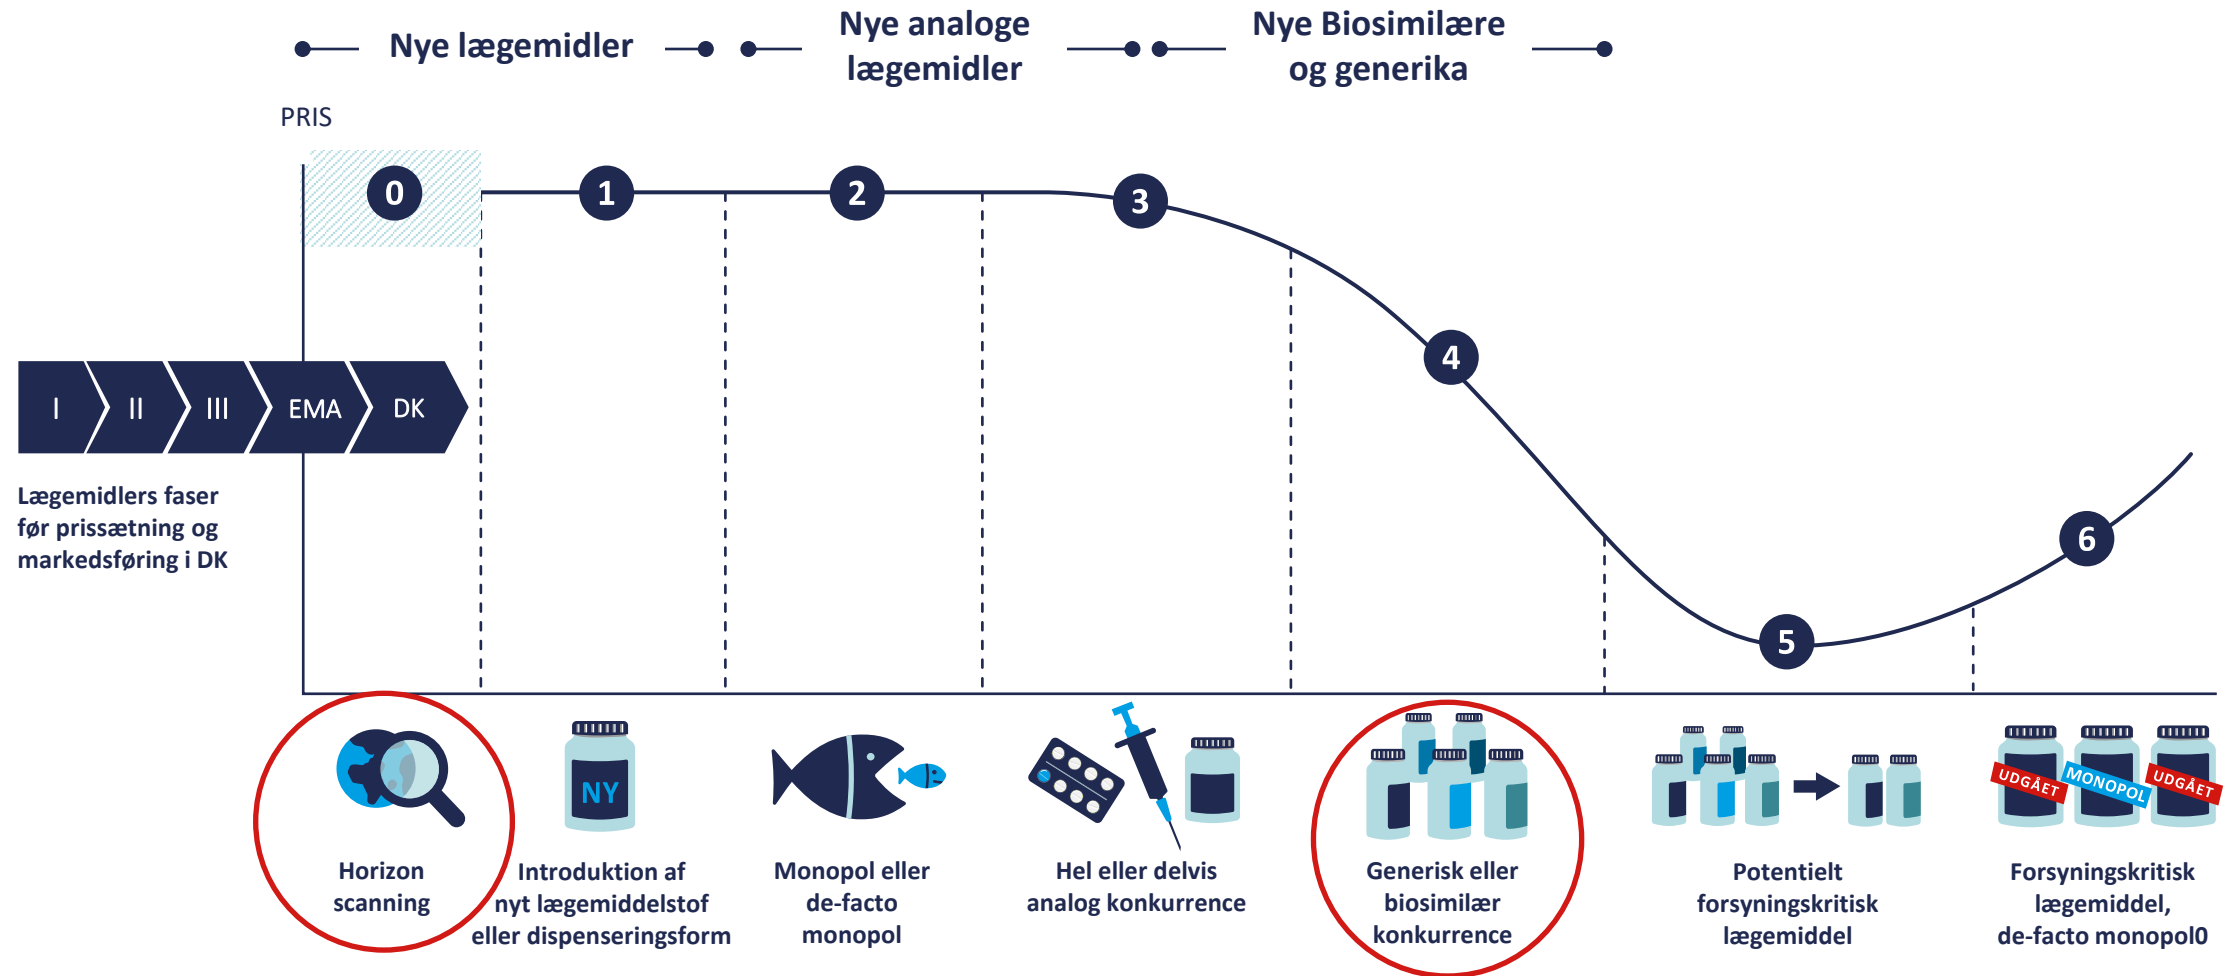 Nye lægemidler
Nye analoge
lægemidler
Nye Biosimilære
og generika
PRIS
0
1
2
3
4
5
6
I
II
III
EMA
DK
Lægemidlers faser
før prissætning og
markedsføring i DK
NY
UDGÅET
MONOPOL
UDGÅET
Horizon
scanning
Introduktion af
nyt lægemiddelstof
eller dispenseringsform
Monopol eller
de-facto
monopol
Hel eller delvis
analog konkurrence
Generisk eller
biosimilær
konkurrence
Potentielt
forsyningskritisk
lægemiddel
Forsyningskritisk
lægemiddel,
de-facto monopol0